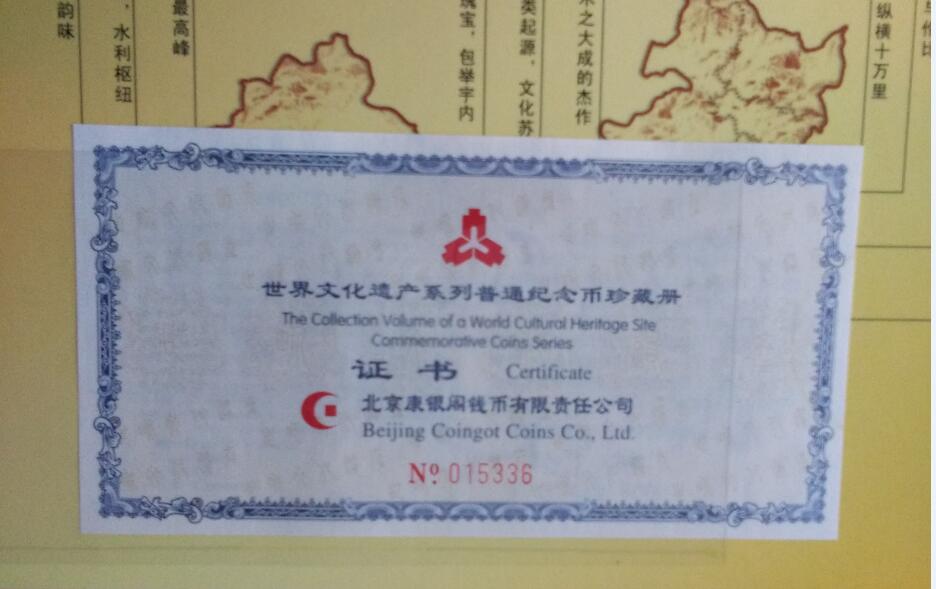 韵味
，水利枢纽
最高峰
瑰宝，包举宇内
类起源，文化苏
术之大成的杰作
纵横十万里
世界文化遗产系列普通纪念币珍藏册
The Collection Volume of a World Cultural Heritage Site
Commemorative Coins Series
证书 Certificate
北京康银阁钱币有限责任公司
Beijing Coingot Coins Co., Ltd.
Nº 015336